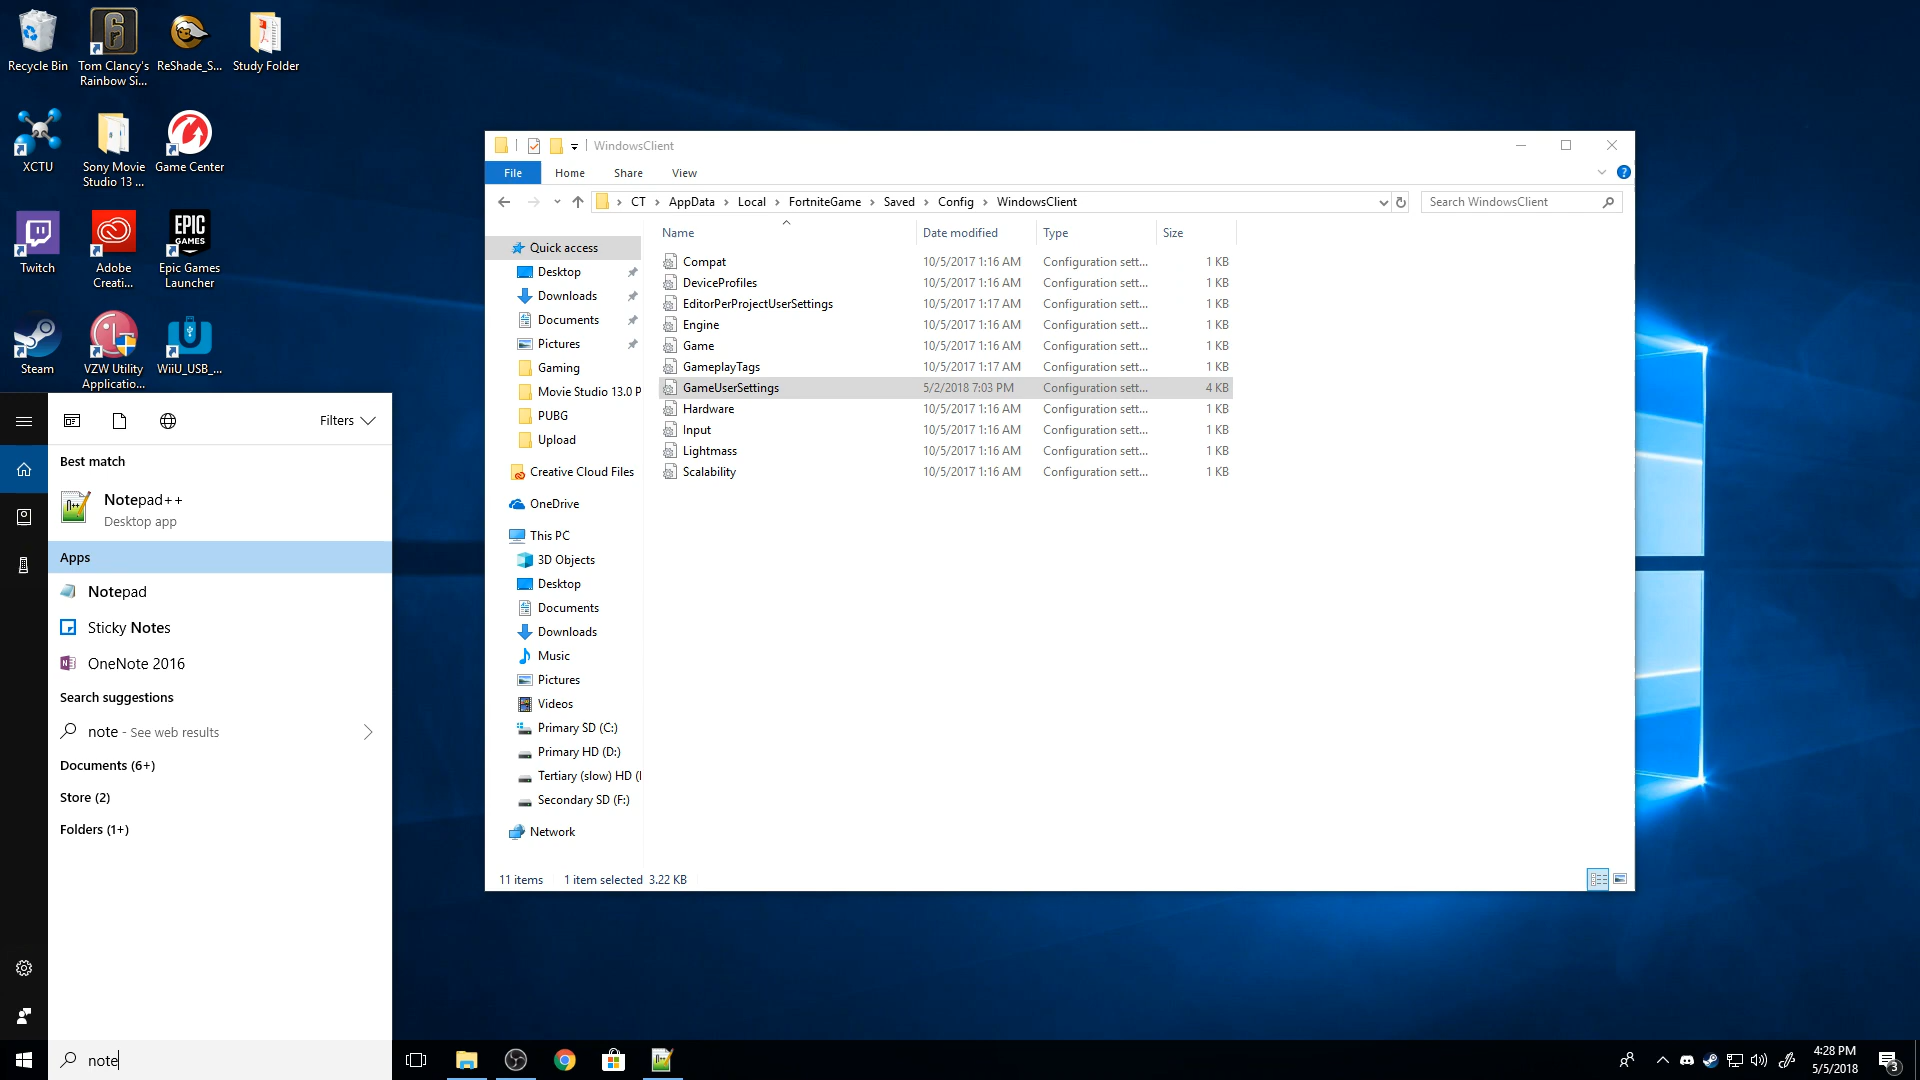 Recycle Bin
Tom Clancy's
Rainbow Si...
ReShade_S...
Study Folder
XCTU
Sony Movie
Studio 13 ...
Game Center
Twitch
Adobe
Creati...
EPIC
GAMES
Epic Games
Launcher
Steam
VZW Utility
Applicatio...
WiiU_USB_...
Filters
Best match
Notepad++
Desktop app
Apps
Notepad
Sticky Notes
OneNote 2016
Search suggestions
note - See web results
Documents (6+)
Store (2)
Folders (1+)
note
WindowsClient
File Home Share View
CT AppData Local FortniteGame Saved Config WindowsClient
Search WindowsClient
Quick access
Desktop
Downloads
Documents
Pictures
Gaming
Movie Studio 13.0 P
PUBG
Upload
Creative Cloud Files
OneDrive
This PC
3D Objects
Desktop
Documents
Downloads
Music
Pictures
Videos
Primary SD (C:)
Primary HD (D:)
Tertiary (slow) HD (
Secondary SD (F:)
Network
Name Date modified Type Size
Compat 10/5/2017 1:16 AM Configuration sett... 1 KB
DeviceProfiles 10/5/2017 1:16 AM Configuration sett... 1 KB
EditorPerProjectUserSettings 10/5/2017 1:17 AM Configuration sett... 1 KB
Engine 10/5/2017 1:16 AM Configuration sett... 1 KB
Game 10/5/2017 1:16 AM Configuration sett... 1 KB
GameplayTags 10/5/2017 1:17 AM Configuration sett... 1 KB
GameUserSettings 5/2/2018 7:03 PM Configuration sett... 4 KB
Hardware 10/5/2017 1:16 AM Configuration sett... 1 KB
Input 10/5/2017 1:16 AM Configuration sett... 1 KB
Lightmass 10/5/2017 1:16 AM Configuration sett... 1 KB
Scalability 10/5/2017 1:16 AM Configuration sett... 1 KB
11 items 1 item selected 3.22 KB
4:28 PM
5/5/2018
3